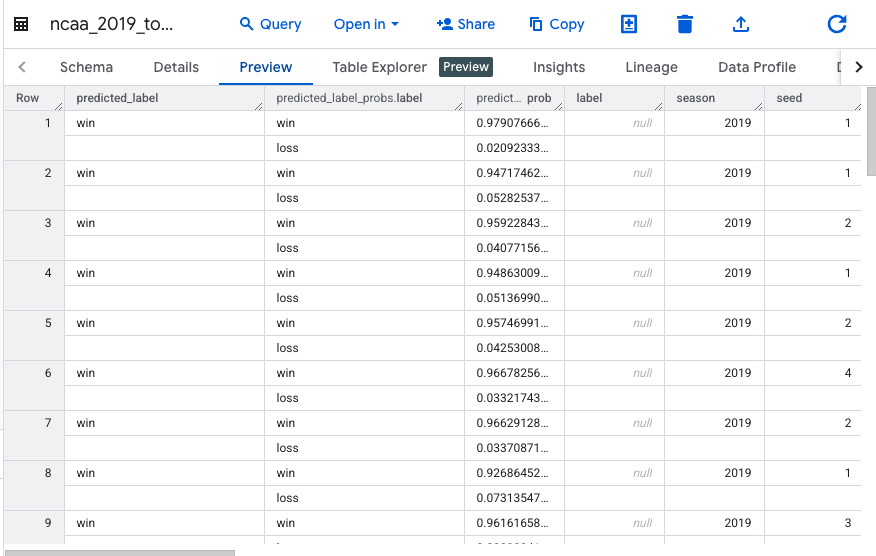 ncaa_2019_to... Query Open in Share Copy
Schema Details Preview Table Explorer Preview Insights Lineage Data Profile
Row predicted_label predicted_label_probs.label predict... prob label season seed
1 win win 0.97907666... null 2019 1
loss 0.02092333...
2 win win 0.94717462... null 2019 1
loss 0.05282537...
3 win win 0.95922843... null 2019 2
loss 0.04077156...
4 win win 0.94863009... null 2019 1
loss 0.05136990...
5 win win 0.95746991... null 2019 2
loss 0.04253008...
6 win win 0.96678256... null 2019 4
loss 0.03321743...
7 win win 0.96629128... null 2019 2
loss 0.03370871...
8 win win 0.92686452... null 2019 1
loss 0.07313547...
9 win win 0.96161658... null 2019 3